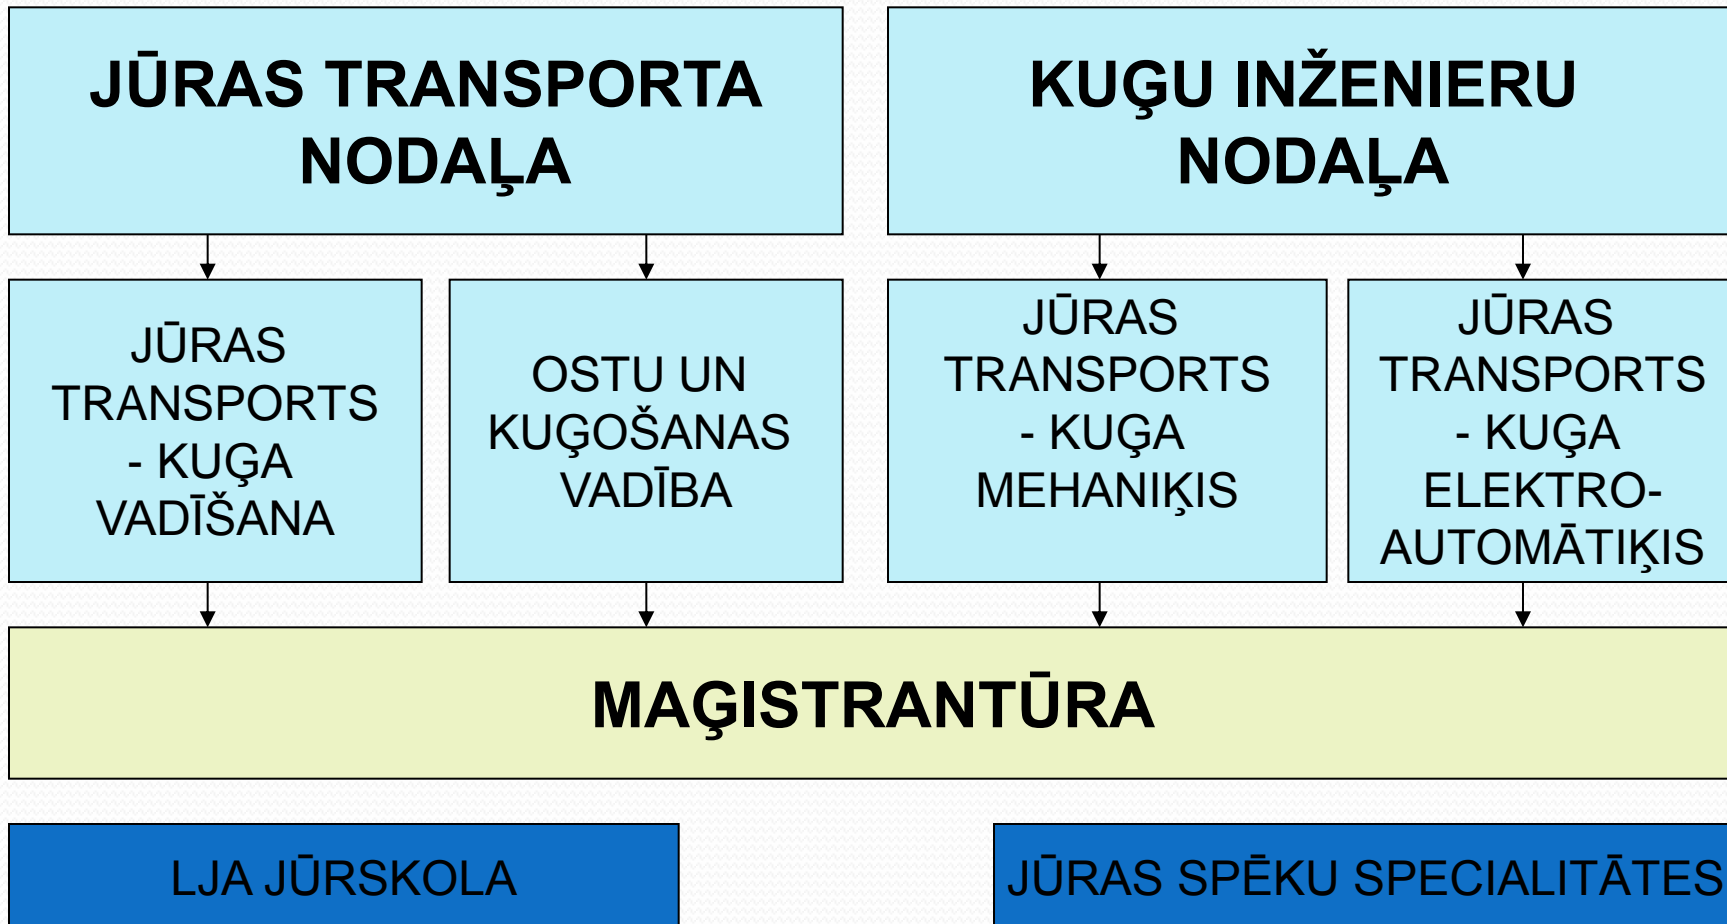 JŪRAS TRANSPORTA
NODAĻA
KUĢU INŽENIERU
NODAĻA
JŪRAS
TRANSPORTS
- KUĢA
VADĪŠANA
OSTU UN
KUĢOŠANAS
VADĪBA
JŪRAS
TRANSPORTS
- KUĢA
MEHANIĶIS
JŪRAS
TRANSPORTS
- KUĢA
ELEKTRO-
AUTOMĀTIĶIS
MAĢISTRANTŪRA
LJA JŪRSKOLA
JŪRAS SPĒKU SPECIALITĀTES